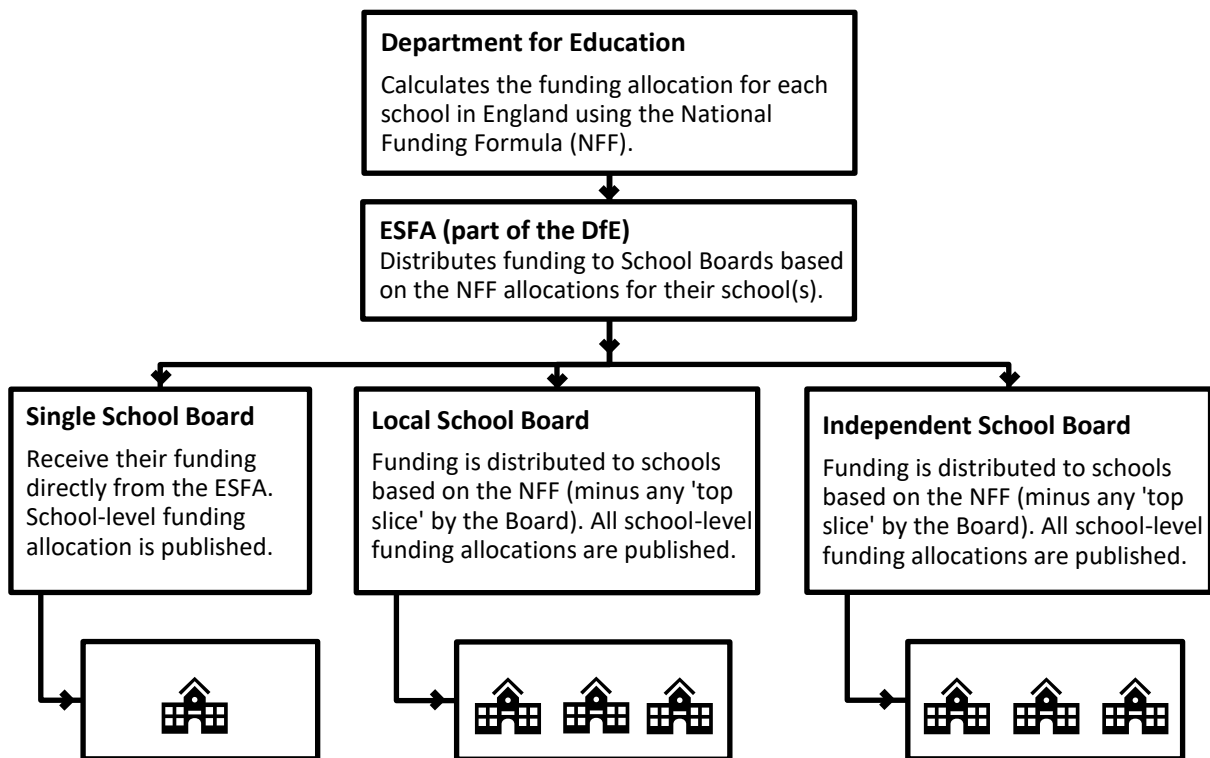 Department for Education
Calculates the funding allocation for each
school in England using the National
Funding Formula (NFF).
ESFA (part of the DfE)
Distributes funding to School Boards based
on the NFF allocations for their school(s).
Single School Board
Receive their funding
directly from the ESFA.
School-level funding
allocation is published.
Local School Board
Funding is distributed to schools
based on the NFF (minus any 'top
slice' by the Board). All school-level
funding allocations are published.
Independent School Board
Funding is distributed to schools
based on the NFF (minus any 'top
slice' by the Board). All school-level
funding allocations are published.